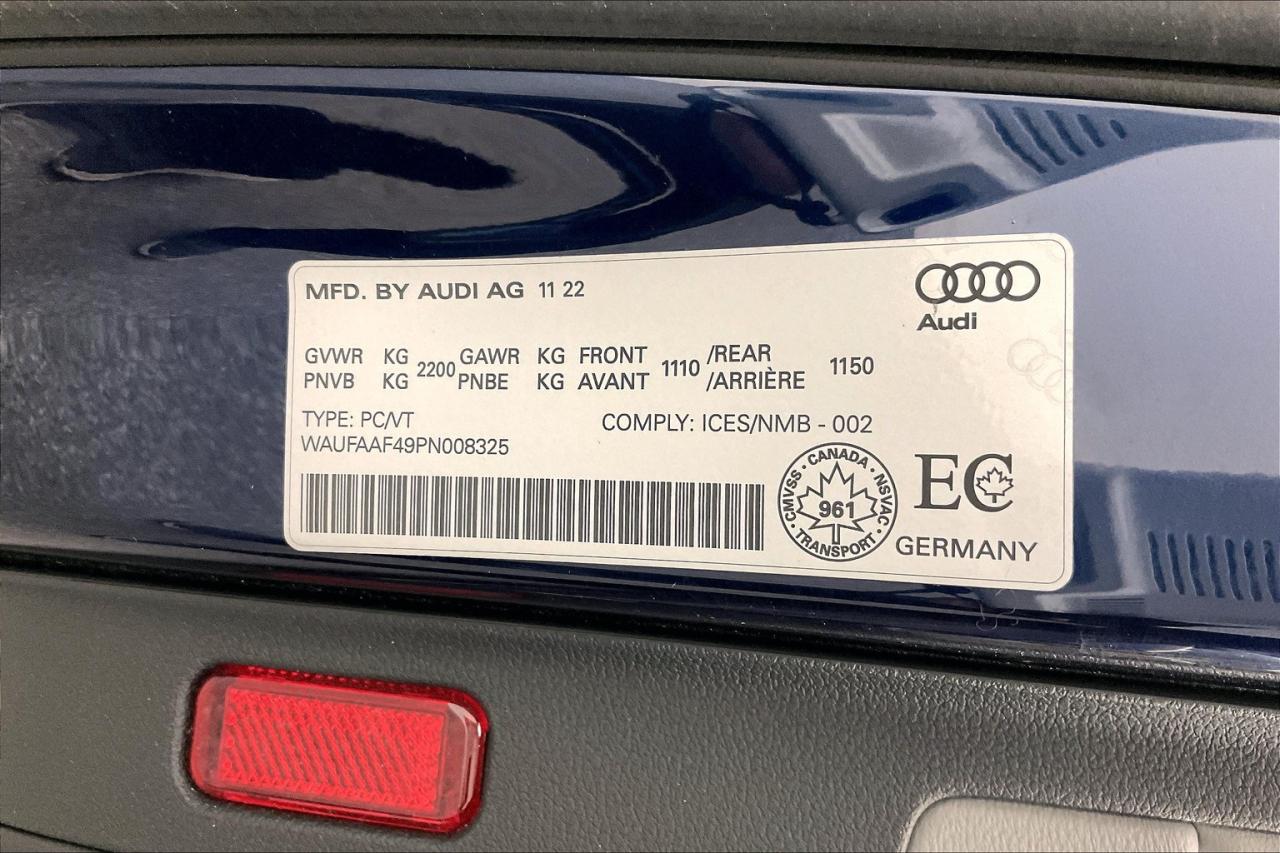 MFD. BY AUDI AG 11 22
Audi
GVWR KG 2200 GAWR KG FRONT 1110 /REAR 1150
PNVB KG PNBE KG AVANT /ARRIÈRE
TYPE: PC/VT COMPLY: ICES/NMB - 002
WAUFAAF49PN008325
CANADA · NSVAC · TRANSPORT · CMVSS ·
961
EC
GERMANY